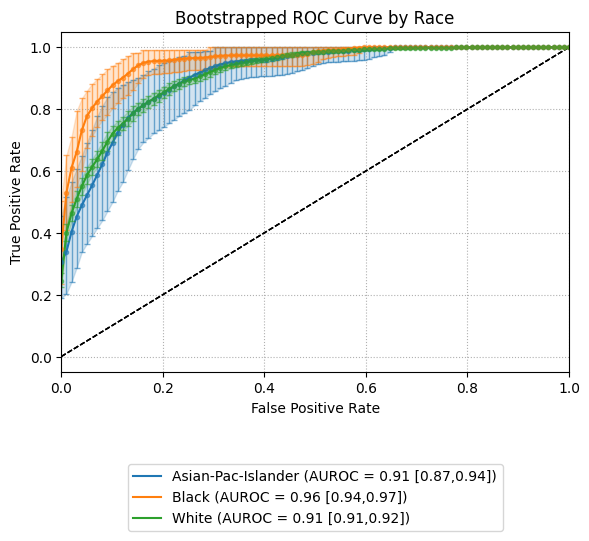 Bootstrapped ROC Curve by Race
True Positive Rate
1.0
0.8
0.6
0.4
0.2
0.0
0.0 0.2 0.4 0.6 0.8 1.0
False Positive Rate
Asian-Pac-Islander (AUROC = 0.91 [0.87,0.94])
Black (AUROC = 0.96 [0.94,0.97])
White (AUROC = 0.91 [0.91,0.92])